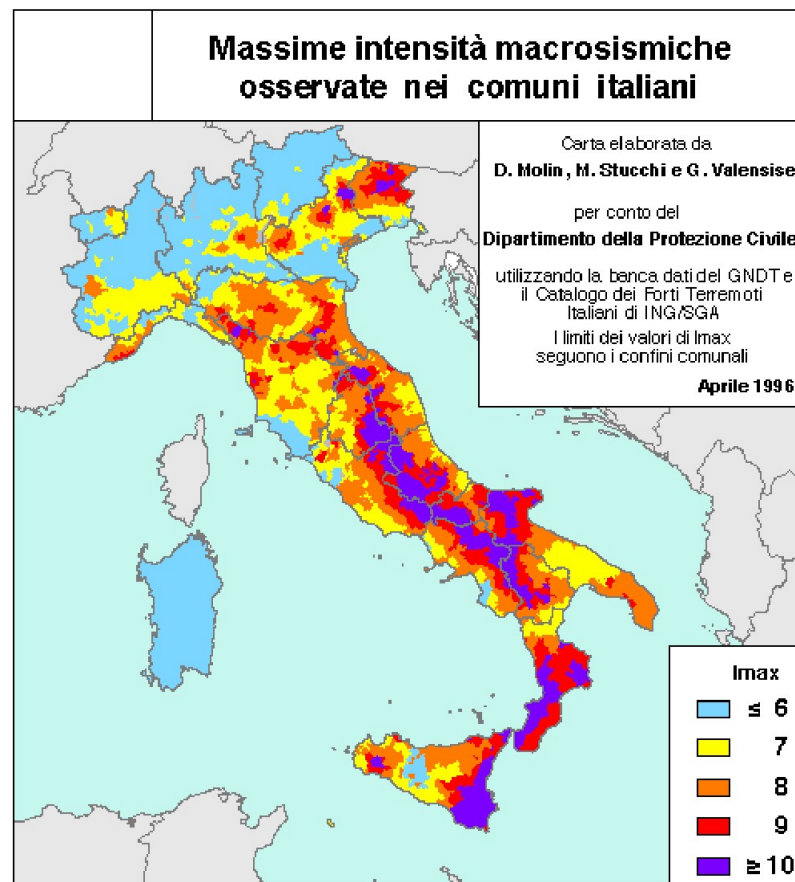 Massime intensità macrosismiche
osservate nei comuni italiani
Carta elaborata da
D. Molin, M. Stucchi e G. Valensise
per conto del
Dipartimento della Protezione Civile
utilizzando la banca dati del GNDT e
il Catalogo dei Forti Terremoti
Italiani di ING/SGA
I limiti dei valori di Imax
seguono i confini comunali
Aprile 1996
Imax
≤ 6
7
8
9
≥ 10